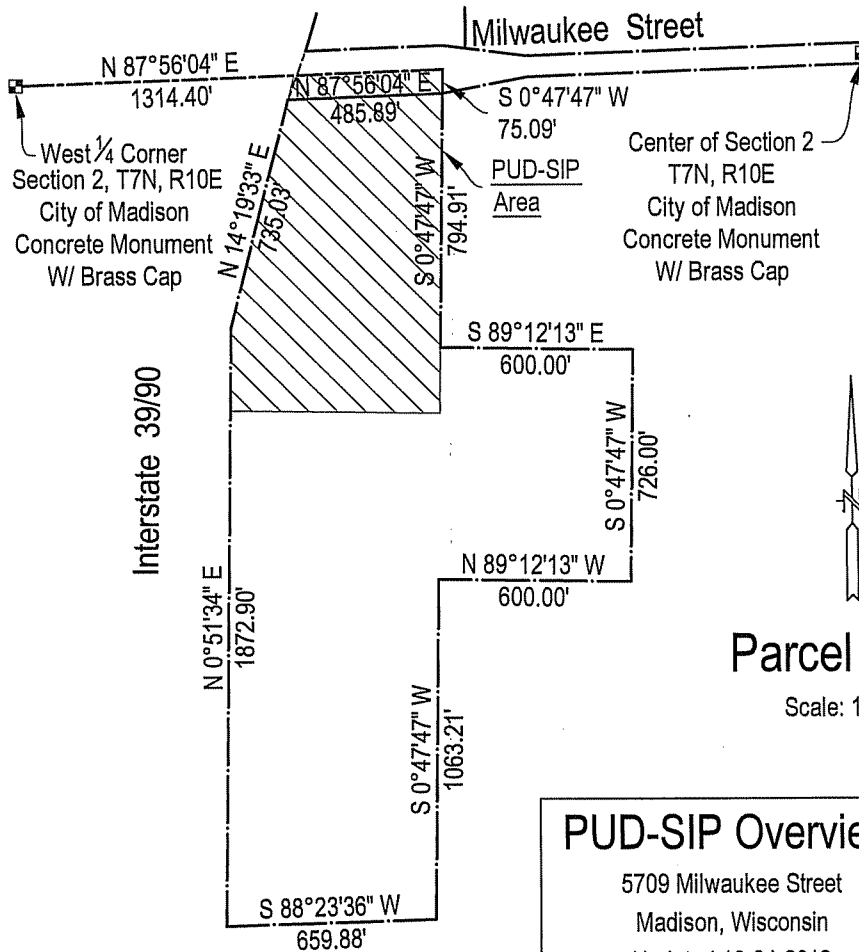 Milwaukee Street
N 87°56'04" E
1314.40'
N 87°56'04" E
485.89'
S 0°47'47" W
75.09'
West 1/4 Corner
Section 2, T7N, R10E
City of Madison
Concrete Monument
W/ Brass Cap
N 14°19'33" E
735.03'
S 0°47'47" W
794.91'
PUD-SIP
Area
Center of Section 2
T7N, R10E
City of Madison
Concrete Monument
W/ Brass Cap
S 89°12'13" E
600.00'
Interstate 39/90
S 0°47'47" W
726.00'
N 89°12'13" W
600.00'
N 0°51'34" E
1872.90'
Parcel
Scale: 1
S 0°47'47" W
1063.21'
PUD-SIP Overvie
5709 Milwaukee Street
Madison, Wisconsin
S 88°23'36" W
659.88'